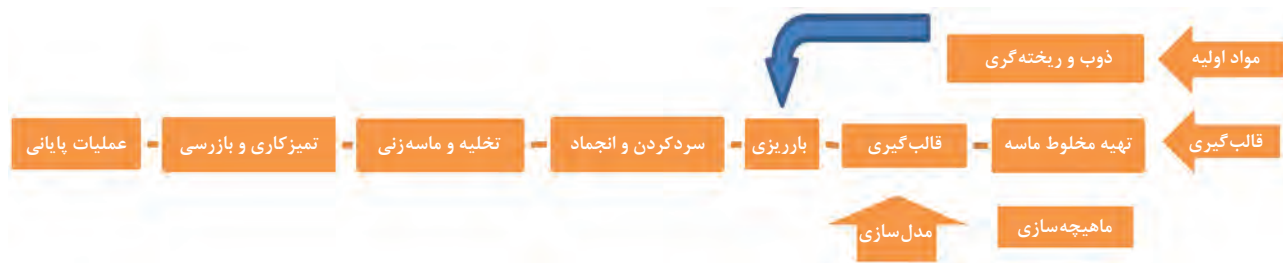 مواد اولیه
ذوب و ریخته‌گری
قالب‌گیری
تهیه مخلوط ماسه
قالب‌گیری
بارریزی
سردکردن و انجماد
تخلیه و ماسه‌زنی
تمیزکاری و بازرسی
عملیات پایانی
ماهیچه‌سازی
مدل‌سازی